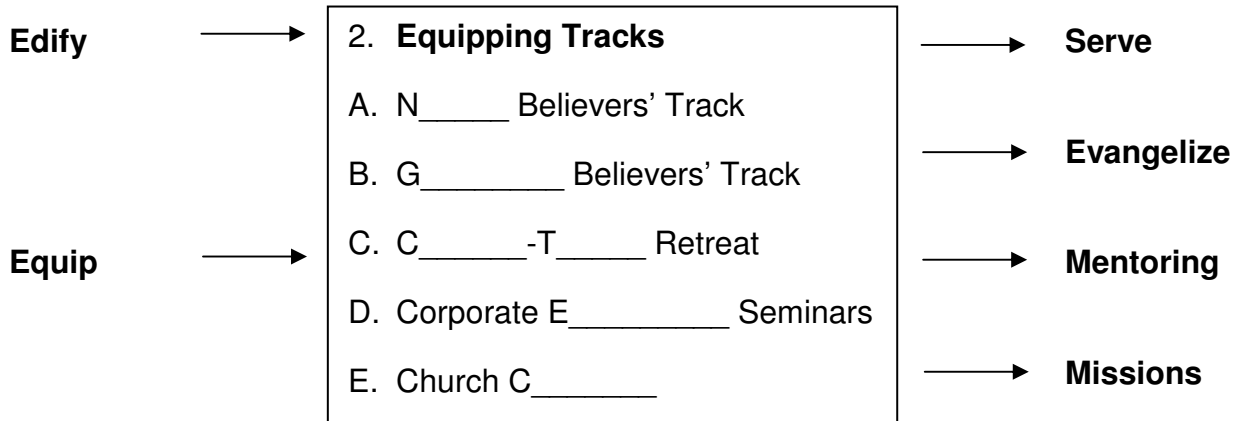 Edify
Equip
2. Equipping Tracks
A. N_____ Believers’ Track
B. G________ Believers’ Track
C. C______-T_____ Retreat
D. Corporate E_________ Seminars
E. Church C_______
Serve
Evangelize
Mentoring
Missions